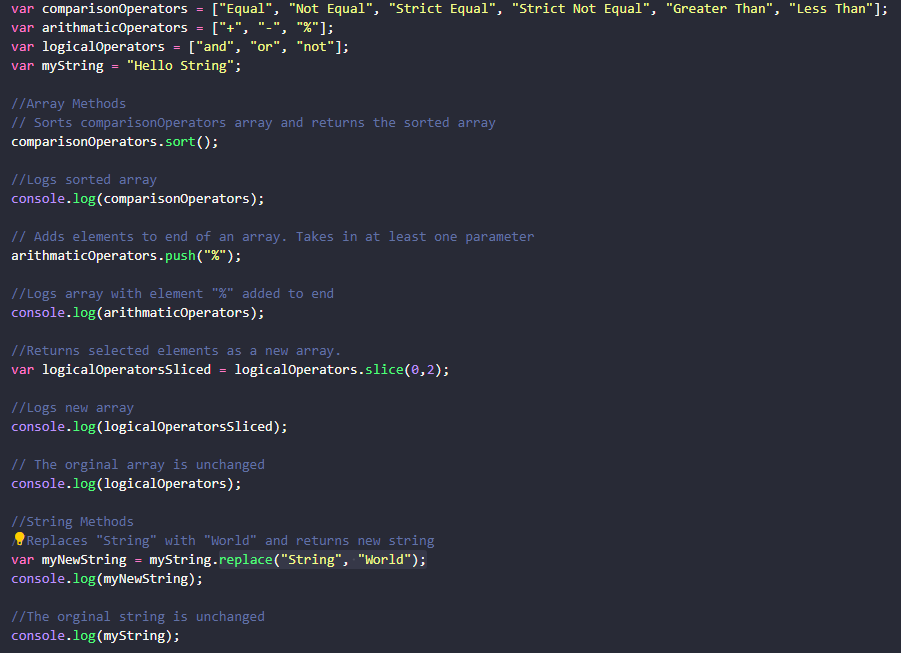 var comparisonOperators = ["Equal", "Not Equal", "Strict Equal", "Strict Not Equal", "Greater Than", "Less Than"];
var arithmaticOperators = ["+", "-", "%"];
var logicalOperators = ["and", "or", "not"];
var myString = "Hello String";
//Array Methods
// Sorts comparisonOperators array and returns the sorted array
comparisonOperators.sort();
//Logs sorted array
console.log(comparisonOperators);
// Adds elements to end of an array. Takes in at least one parameter
arithmaticOperators.push("%");
//Logs array with element "%" added to end
console.log(arithmaticOperators);
//Returns selected elements as a new array.
var logicalOperatorsSliced = logicalOperators.slice(0,2);
//Logs new array
console.log(logicalOperatorsSliced);
// The orginal array is unchanged
console.log(logicalOperators);
//String Methods
/Replaces "String" with "World" and returns new string
var myNewString = myString.replace("String", "World");
console.log(myNewString);
//The orginal string is unchanged
console.log(myString);